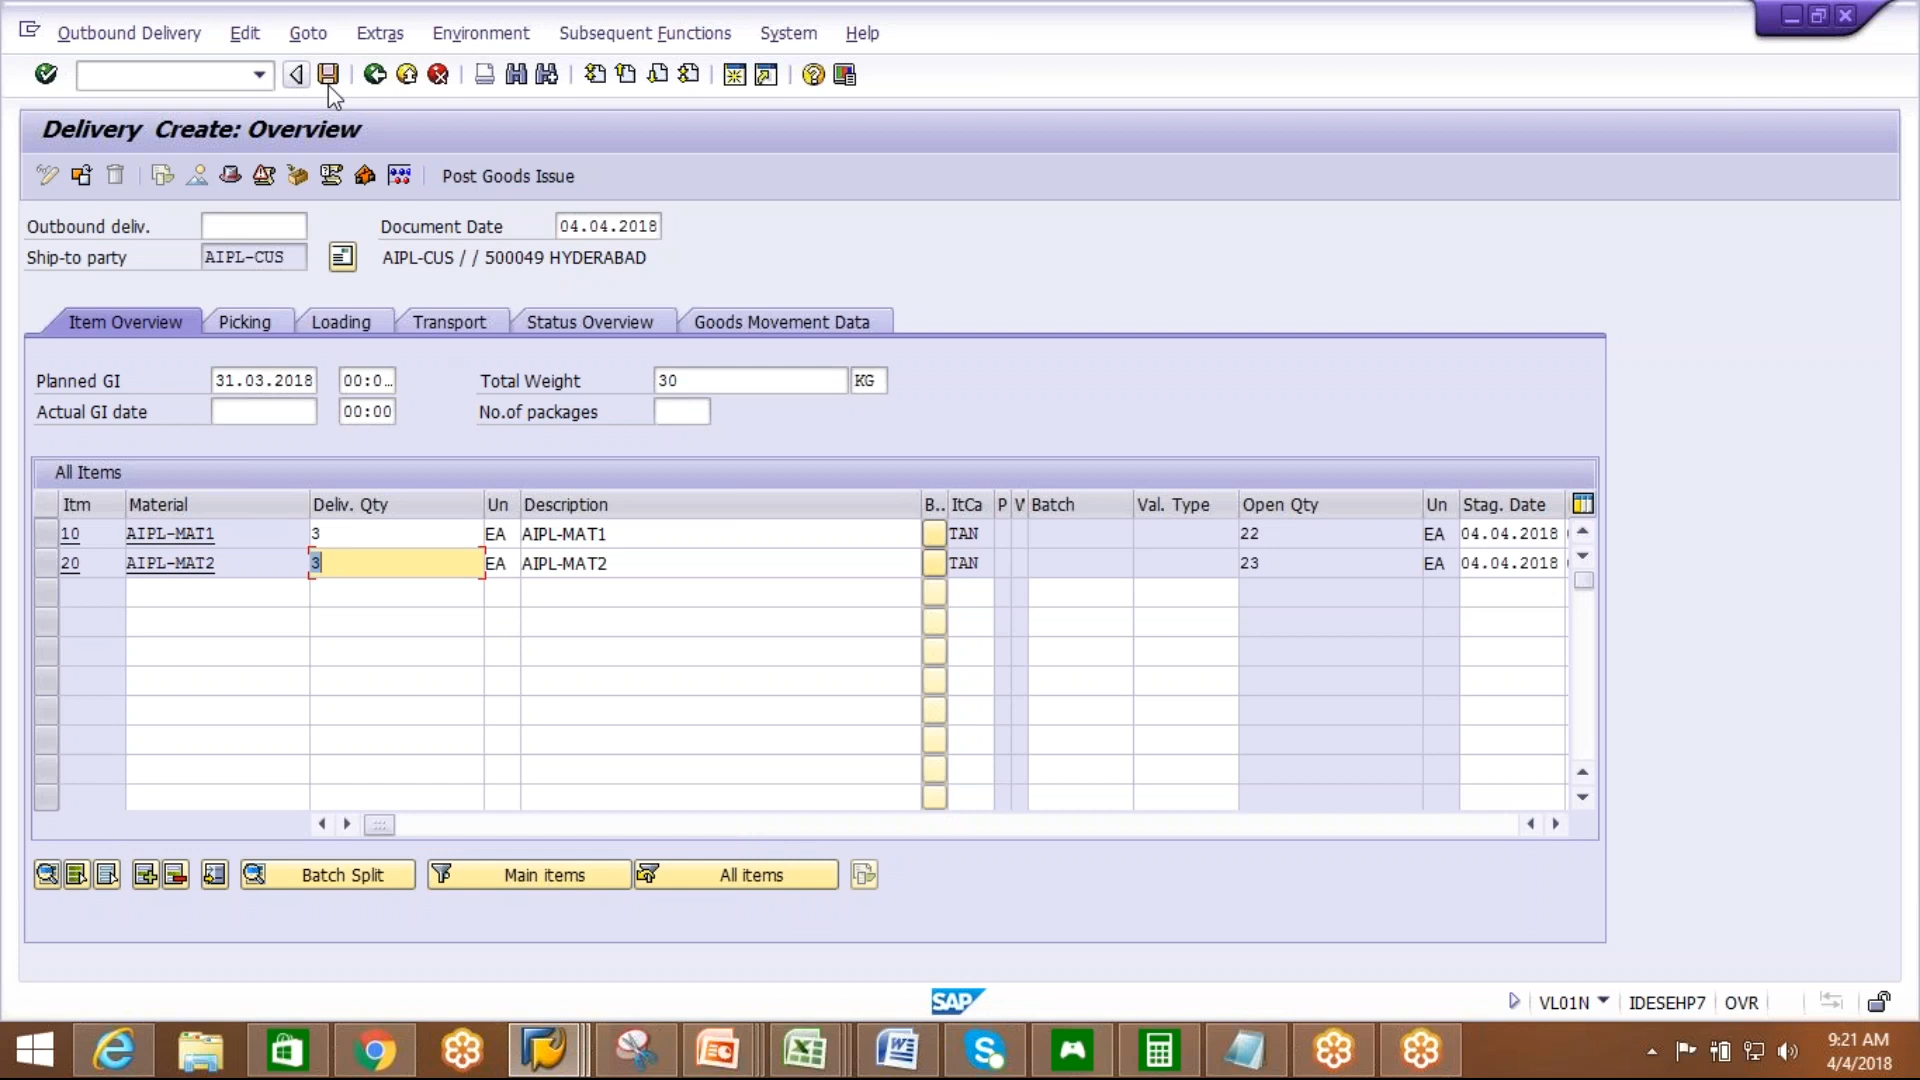 Outbound Delivery Edit Goto Extras Environment Subsequent Functions System Help
Delivery Create: Overview
Post Goods Issue
Outbound deliv. Document Date 04.04.2018
Ship-to party AIPL-CUS AIPL-CUS / / 500049 HYDERABAD
Item Overview Picking Loading Transport Status Overview Goods Movement Data
Planned GI 31.03.2018 00:0… Total Weight 30 KG
Actual GI date 00:00 No.of packages
All Items
Itm Material Deliv. Qty Un Description B.. ItCa P V Batch Val. Type Open Qty Un Stag. Date
10 AIPL-MAT1 3 EA AIPL-MAT1 TAN 22 EA 04.04.2018
20 AIPL-MAT2 3 EA AIPL-MAT2 TAN 23 EA 04.04.2018
Batch Split Main items All items
SAP VL01N IDESEHP7 OVR
9:21 AM
4/4/2018